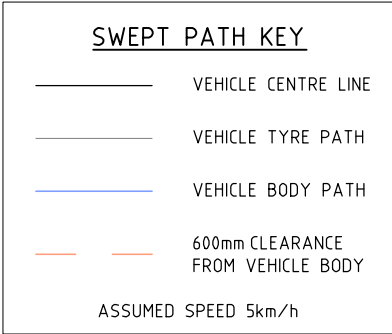 SWEPT PATH KEY
VEHICLE CENTRE LINE
VEHICLE TYRE PATH
VEHICLE BODY PATH
600mm CLEARANCE
FROM VEHICLE BODY
ASSUMED SPEED 5km/h